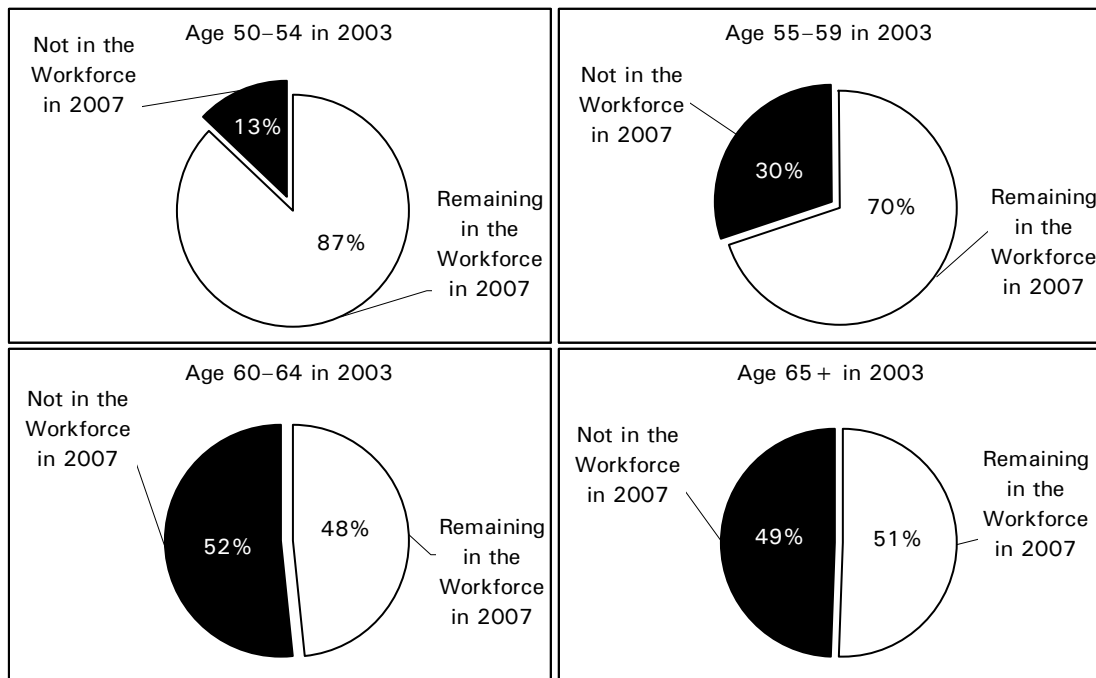 Age 50–54 in 2003
Not in the
Workforce
in 2007
13%
87%
Remaining
in the
Workforce
in 2007
Age 55–59 in 2003
Not in the
Workforce
in 2007
30%
70%
Remaining
in the
Workforce
in 2007
Age 60–64 in 2003
Not in the
Workforce
in 2007
52%
48%
Remaining
in the
Workforce
in 2007
Age 65+ in 2003
Not in the
Workforce
in 2007
49%
51%
Remaining
in the
Workforce
in 2007